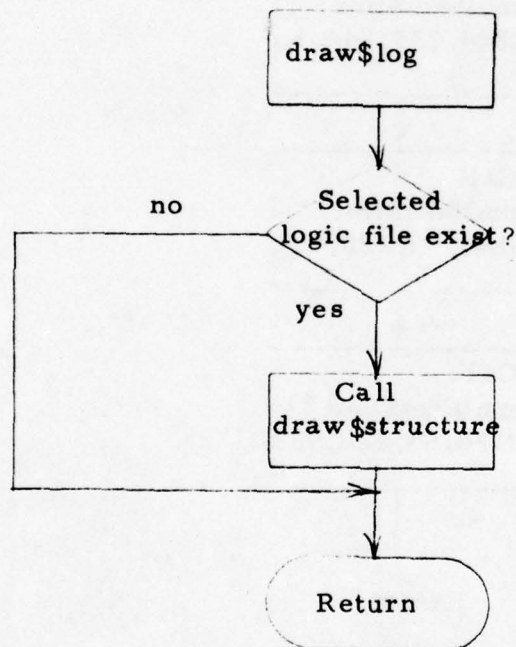 draw$log
no
Selected
logic file exist?
yes
Call
draw$structure
Return